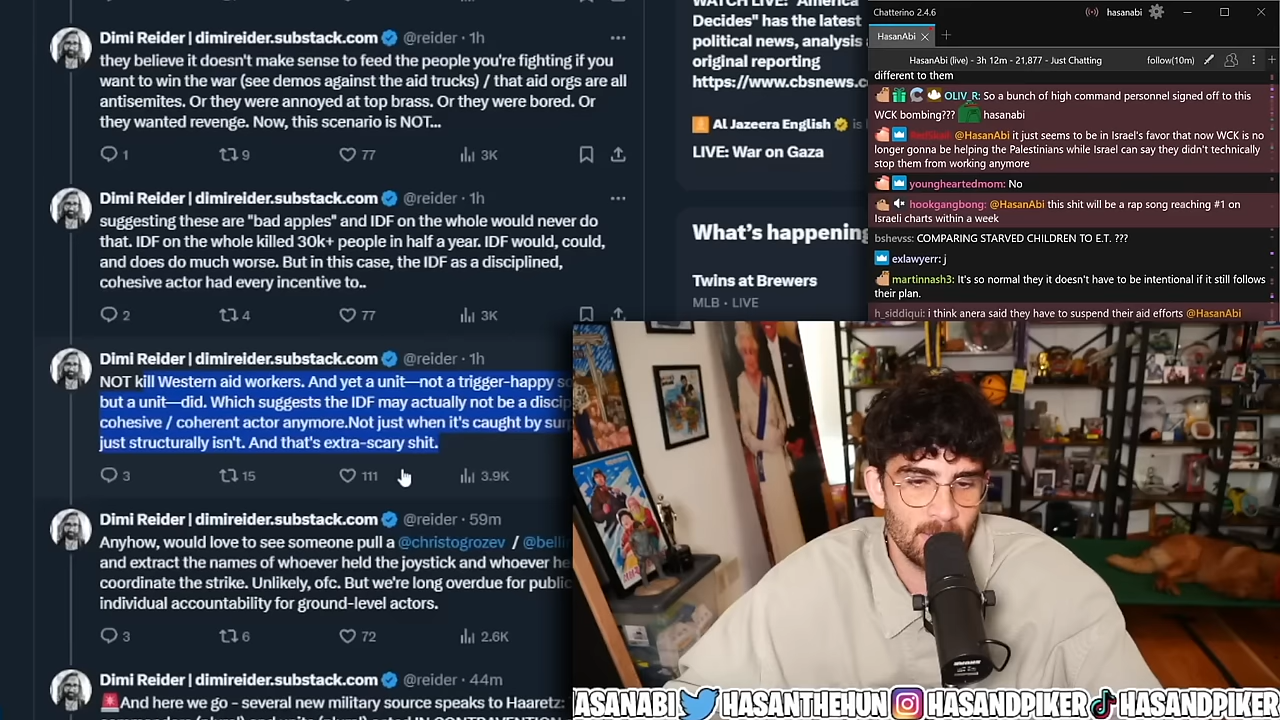 Dimi Reider | dimireider.substack.com @reider · 1h
they believe it doesn't make sense to feed the people you're fighting if you
want to win the war (see demos against the aid trucks) / that aid orgs are all
antisemites. Or they were annoyed at top brass. Or they were bored. Or
they wanted revenge. Now, this scenario is NOT...
1 9 77 3K
Dimi Reider | dimireider.substack.com @reider · 1h
suggesting these are "bad apples" and IDF on the whole would never do
that. IDF on the whole killed 30k+ people in half a year. IDF would, could,
and does do much worse. But in this case, the IDF as a disciplined,
cohesive actor had every incentive to..
2 4 77 3K
Dimi Reider | dimireider.substack.com @reider · 1h
NOT kill Western aid workers. And yet a unit—not a trigger-happy
but a unit—did. Which suggests the IDF may actually not be a
cohesive / coherent actor anymore.Not just when it's caught by
just structurally isn't. And that's extra-scary shit.
3 15 111 3.9K
Dimi Reider | dimireider.substack.com @reider · 59m
Anyhow, would love to see someone pull a @christogrozev /
and extract the names of whoever held the joystick and whoever
coordinate the strike. Unlikely, ofc. But we're long overdue for
individual accountability for ground-level actors.
3 6 72 2.6K
Dimi Reider | dimireider.substack.com @reider · 44m
🚨And here we go - several new military source speaks to Haaretz:
WATCH LIVE: "America
Decides" has the latest
political news, analysis
original reporting
https://www.cbsnews.c
Al Jazeera English is
LIVE: War on Gaza
What's happening
Twins at Brewers
MLB · LIVE
Chatterino 2.4.6
hasanabi
HasanAbi
HasanAbi (live) - 3h 12m - 21,877 - Just Chatting
follow(10m)
different to them
OLIV_R: So a bunch of high command personnel signed off to this
WCK bombing??? hasanabi
@HasanAbi it just seems to be in Israel's favor that now WCK is no
longer gonna be helping the Palestinians while Israel can say they didn't technically
stop them from working anymore
youngheartedmom: No
hookgangbong: @HasanAbi this shit will be a rap song reaching #1 on
Israeli charts within a week
bshevss: COMPARING STARVED CHILDREN TO E.T. ???
exlawyerr: j
martinnash3: It's so normal they it doesn't have to be intentional if it still follows
their plan.
h_siddiqui: i think anera said they have to suspend their aid efforts @HasanAbi
ASANABI HASANTHEHUN HASANDPIKER HASANDPIKER